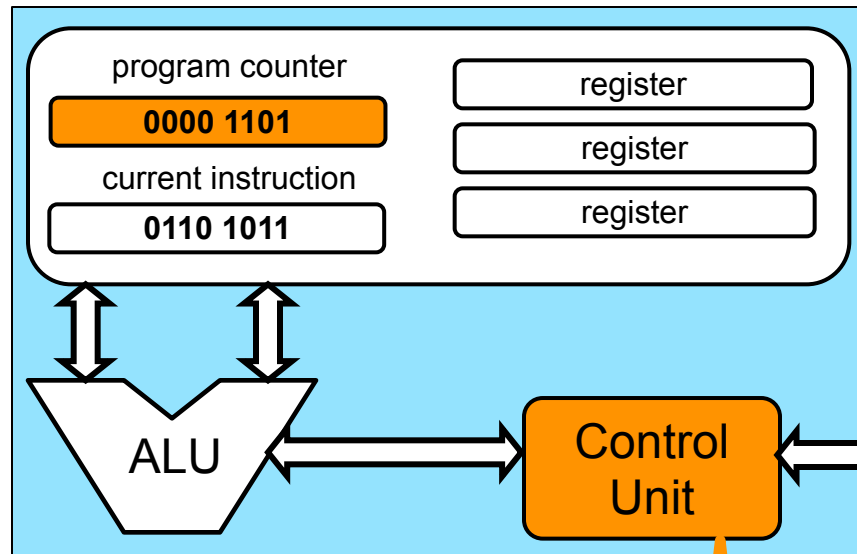 program counter
0000 1101
current instruction
0110 1011
register
register
register
ALU
Control
Unit